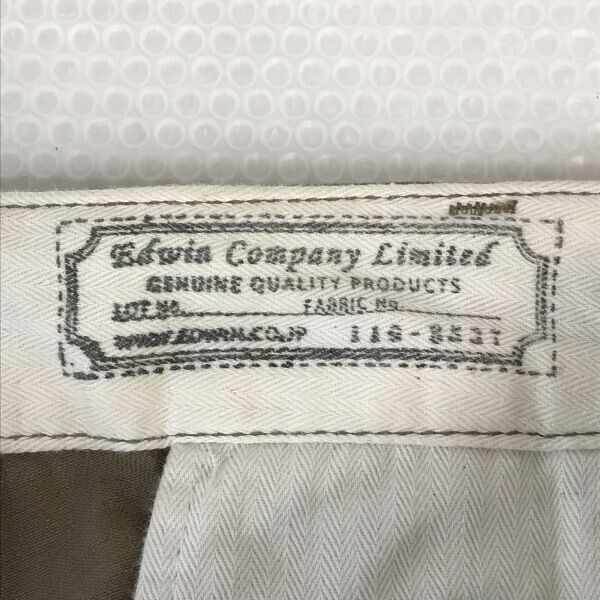 Edwin Company Limited
GENUINE QUALITY PRODUCTS
LOT No. FABRIC No.
WWW.EDWIN.CO.JP